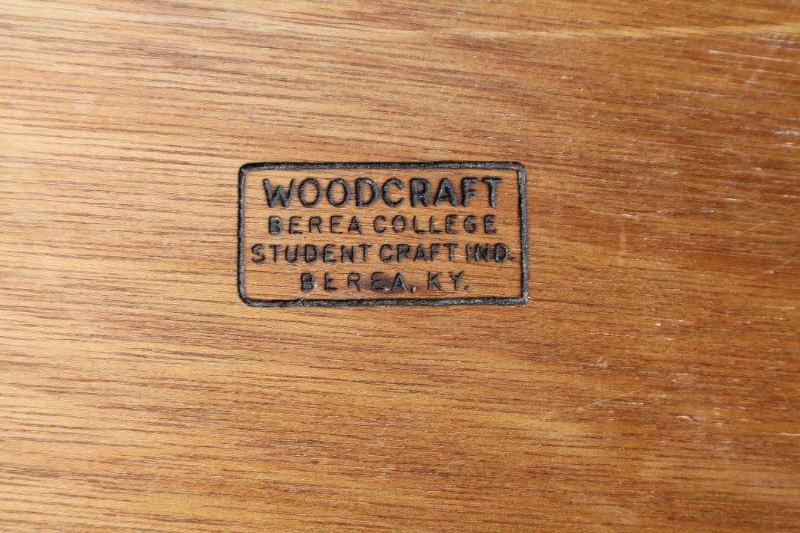 WOODCRAFT
BEREA COLLEGE
STUDENT CRAFT IND.
BEREA, KY.